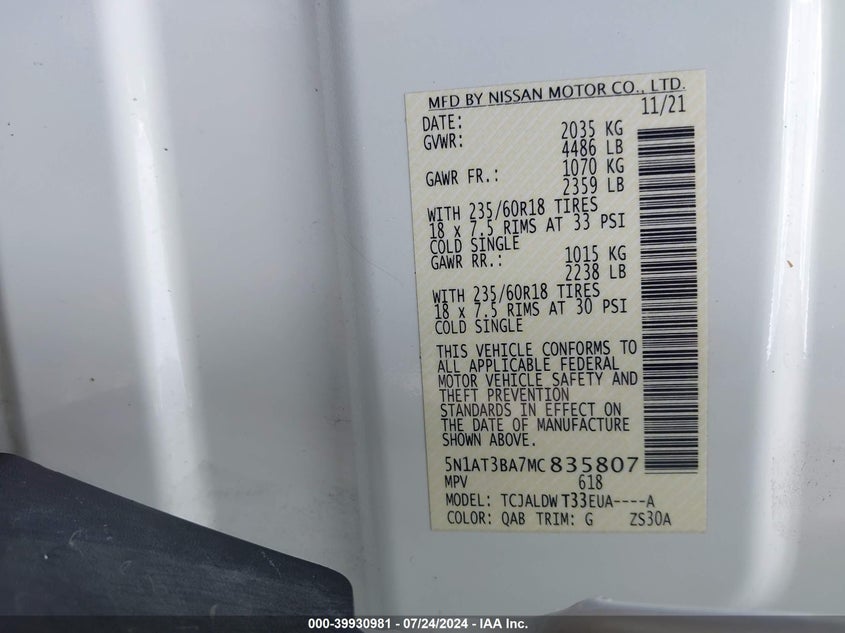 MFD BY NISSAN MOTOR CO., LTD.
DATE: 11/21
GVWR: 2035 KG
4486 LB
GAWR FR.: 1070 KG
2359 LB
WITH 235/60R18 TIRES
18 x 7.5 RIMS AT 33 PSI
COLD SINGLE
GAWR RR.: 1015 KG
2238 LB
WITH 235/60R18 TIRES
18 x 7.5 RIMS AT 30 PSI
COLD SINGLE
THIS VEHICLE CONFORMS TO
ALL APPLICABLE FEDERAL
MOTOR VEHICLE SAFETY AND
THEFT PREVENTION
STANDARDS IN EFFECT ON
THE DATE OF MANUFACTURE
SHOWN ABOVE.
5N1AT3BA7MC835807
MPV 618
MODEL: TCJALDW T33EUA----A
COLOR: QAB TRIM: G ZS30A
000-39930981 - 07/24/2024 - IAA Inc.